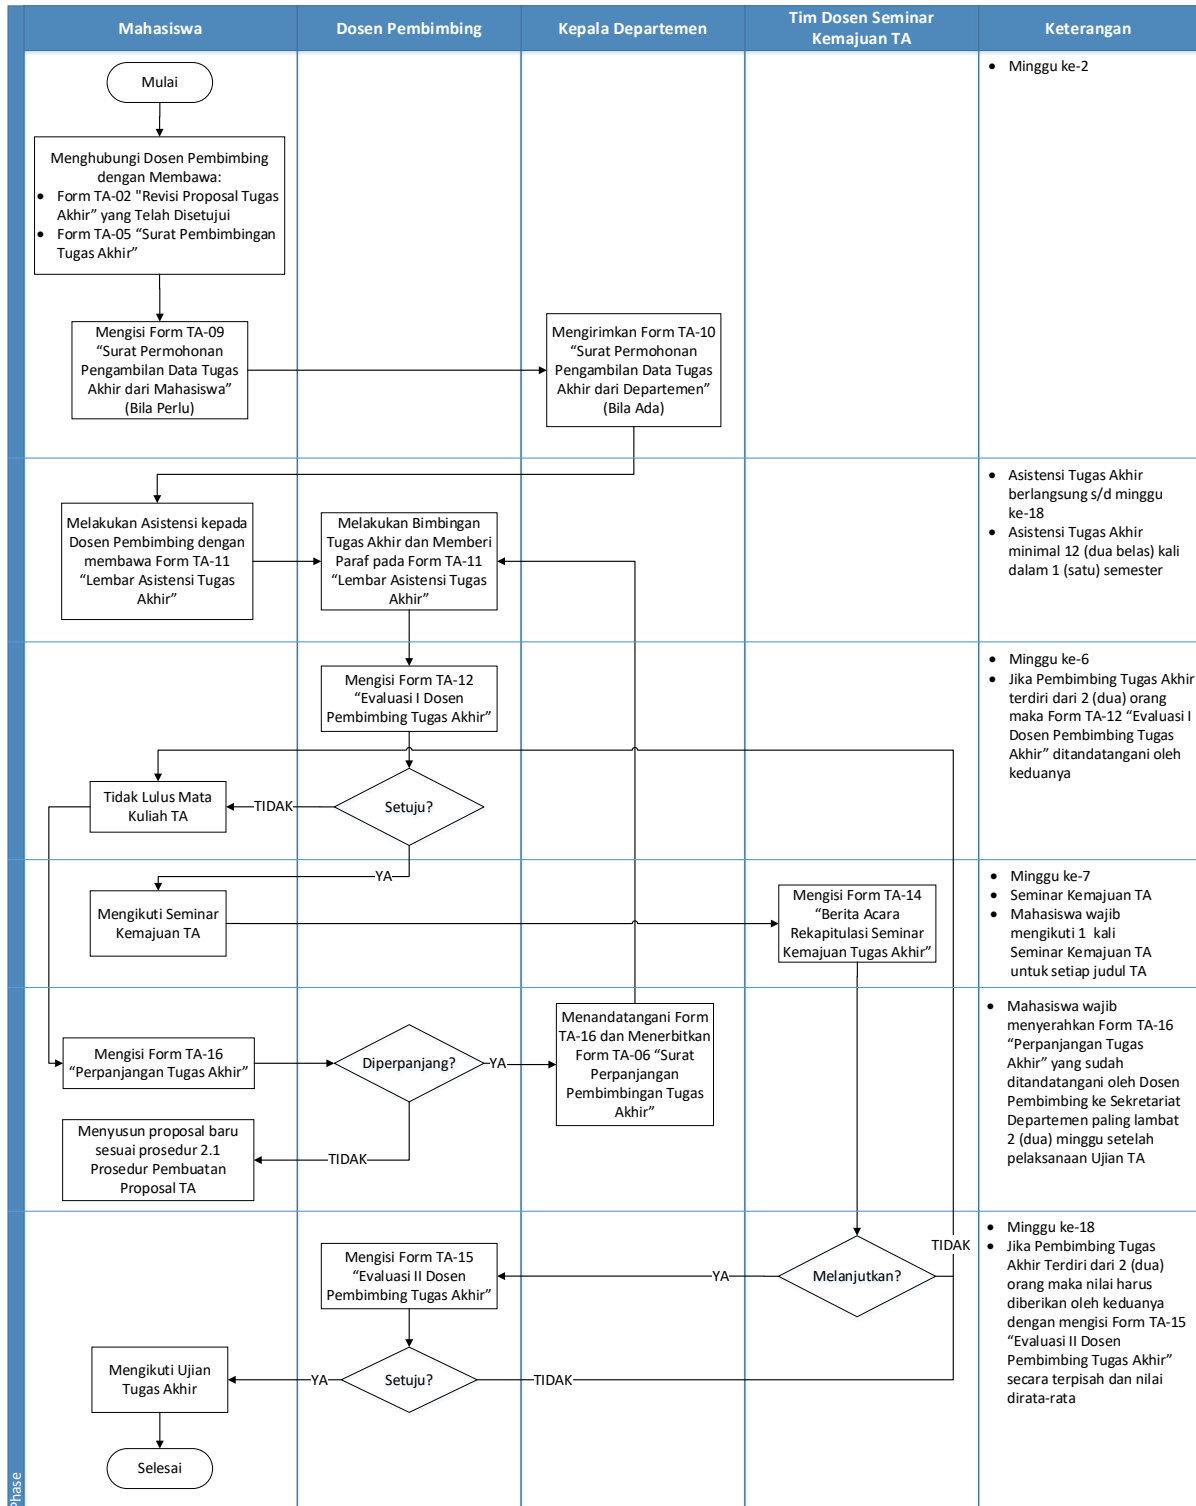 Mahasiswa
Dosen Pembimbing
Kepala Departemen
Tim Dosen Seminar
Kemajuan TA
Keterangan
Mulai
• Minggu ke-2
Menghubungi Dosen Pembimbing
dengan Membawa:
• Form TA-02 "Revisi Proposal Tugas
Akhir” yang Telah Disetujui
• Form TA-05 “Surat Pembimbingan
Tugas Akhir”
Mengisi Form TA-09
“Surat Permohonan
Pengambilan Data Tugas
Akhir dari Mahasiswa”
(Bila Perlu)
Mengirimkan Form TA-10
“Surat Permohonan
Pengambilan Data Tugas
Akhir dari Departemen”
(Bila Ada)
Melakukan Asistensi kepada
Dosen Pembimbing dengan
membawa Form TA-11
“Lembar Asistensi Tugas
Akhir”
Melakukan Bimbingan
Tugas Akhir dan Memberi
Paraf pada Form TA-11
“Lembar Asistensi Tugas
Akhir”
• Asistensi Tugas Akhir
berlangsung s/d minggu
ke-18
• Asistensi Tugas Akhir
minimal 12 (dua belas) kali
dalam 1 (satu) semester
Mengisi Form TA-12
“Evaluasi I Dosen
Pembimbing Tugas Akhir”
• Minggu ke-6
• Jika Pembimbing Tugas Akhir
terdiri dari 2 (dua) orang
maka Form TA-12 “Evaluasi I
Dosen Pembimbing Tugas
Akhir” ditandatangani oleh
keduanya
Tidak Lulus Mata
Kuliah TA
TIDAK
Setuju?
YA
Mengikuti Seminar
Kemajuan TA
Mengisi Form TA-14
“Berita Acara
Rekapitulasi Seminar
Kemajuan Tugas Akhir”
• Minggu ke-7
• Seminar Kemajuan TA
• Mahasiswa wajib
mengikuti 1 kali
Seminar Kemajuan TA
untuk setiap judul TA
Mengisi Form TA-16
“Perpanjangan Tugas
Akhir”
Diperpanjang?
YA
Menandatangani Form
TA-16 dan Menerbitkan
Form TA-06 “Surat
Perpanjangan
Pembimbingan Tugas
Akhir”
• Mahasiswa wajib
menyerahkan Form TA-16
“Perpanjangan Tugas
Akhir” yang sudah
ditandatangani oleh Dosen
Pembimbing ke Sekretariat
Departemen paling lambat
2 (dua) minggu setelah
pelaksanaan Ujian TA
Menyusun proposal baru
sesuai prosedur 2.1
Prosedur Pembuatan
Proposal TA
TIDAK
Mengisi Form TA-15
“Evaluasi II Dosen
Pembimbing Tugas Akhir”
YA
Melanjutkan?
TIDAK
• Minggu ke-18
• Jika Pembimbing Tugas
Akhir Terdiri dari 2 (dua)
orang maka nilai harus
diberikan oleh keduanya
dengan mengisi Form TA-15
“Evaluasi II Dosen
Pembimbing Tugas Akhir”
secara terpisah dan nilai
dirata-rata
Mengikuti Ujian
Tugas Akhir
YA
Setuju?
TIDAK
Selesai
Phase